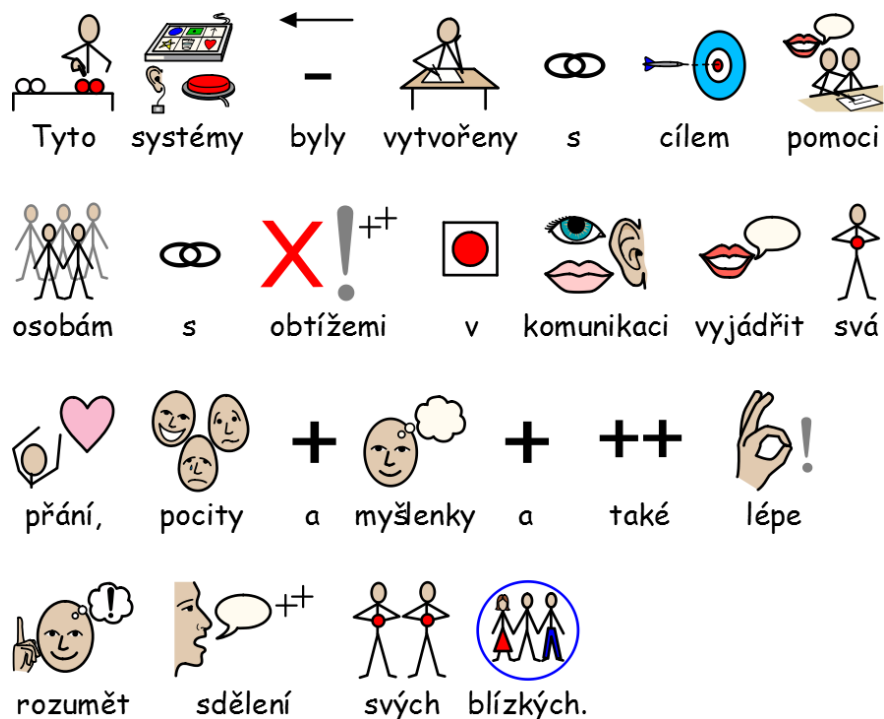 Tyto systémy byly vytvořeny s cílem pomoci
osobám s obtížemi v komunikaci vyjádřit svá
přání, pocity a myšlenky a také lépe
rozumět sdělení svých blízkých.